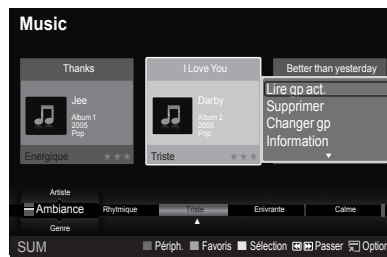 Music
Thanks
I Love You
Better than yesterday
Jee
Album 1
2005
Pop
Energique
Darby
Album 2
2005
Pop
Triste
Lire gp act.
Supprimer
Changer gp
Information
Artiste
Ambiance
Rhytmique
Triste
Enivrante
Calme
Genre
SUM
Périph.
Favoris
Sélection
Passer
Option